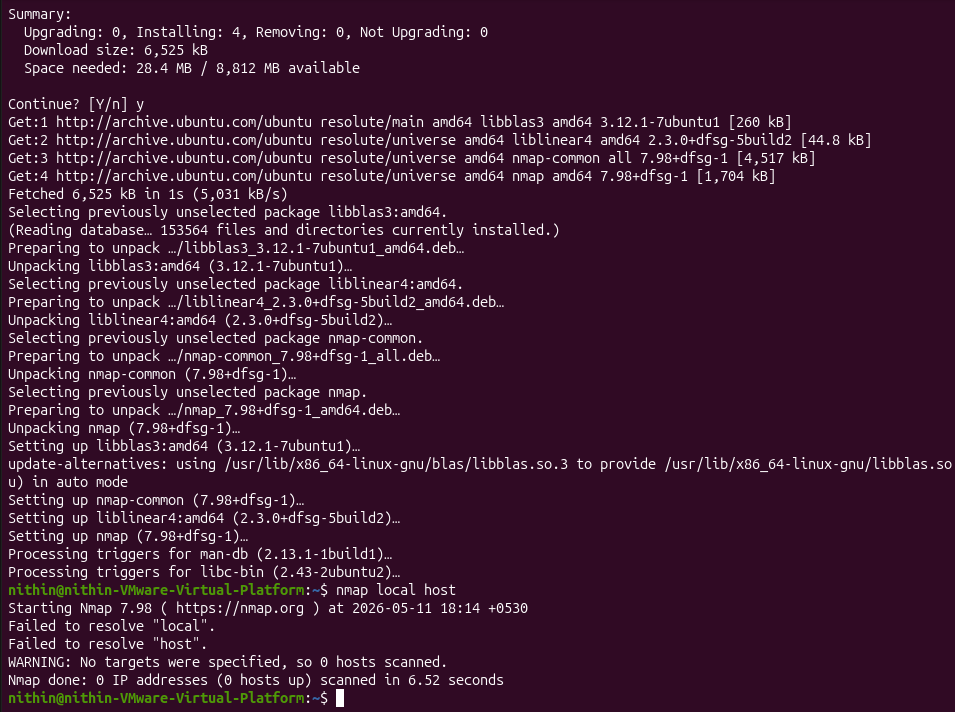 Summary:
  Upgrading: 0, Installing: 4, Removing: 0, Not Upgrading: 0
  Download size: 6,525 kB
  Space needed: 28.4 MB / 8,812 MB available

Continue? [Y/n] y
Get:1 http://archive.ubuntu.com/ubuntu resolute/main amd64 libblas3 amd64 3.12.1-7ubuntu1 [260 kB]
Get:2 http://archive.ubuntu.com/ubuntu resolute/universe amd64 liblinear4 amd64 2.3.0+dfsg-5build2 [44.8 kB]
Get:3 http://archive.ubuntu.com/ubuntu resolute/universe amd64 nmap-common all 7.98+dfsg-1 [4,517 kB]
Get:4 http://archive.ubuntu.com/ubuntu resolute/universe amd64 nmap amd64 7.98+dfsg-1 [1,704 kB]
Fetched 6,525 kB in 1s (5,031 kB/s)
Selecting previously unselected package libblas3:amd64.
(Reading database… 153564 files and directories currently installed.)
Preparing to unpack …/libblas3_3.12.1-7ubuntu1_amd64.deb…
Unpacking libblas3:amd64 (3.12.1-7ubuntu1)…
Selecting previously unselected package liblinear4:amd64.
Preparing to unpack …/liblinear4_2.3.0+dfsg-5build2_amd64.deb…
Unpacking liblinear4:amd64 (2.3.0+dfsg-5build2)…
Selecting previously unselected package nmap-common.
Preparing to unpack …/nmap-common_7.98+dfsg-1_all.deb…
Unpacking nmap-common (7.98+dfsg-1)…
Selecting previously unselected package nmap.
Preparing to unpack …/nmap_7.98+dfsg-1_amd64.deb…
Unpacking nmap (7.98+dfsg-1)…
Setting up libblas3:amd64 (3.12.1-7ubuntu1)…
update-alternatives: using /usr/lib/x86_64-linux-gnu/blas/libblas.so.3 to provide /usr/lib/x86_64-linux-gnu/libblas.so
u) in auto mode
Setting up nmap-common (7.98+dfsg-1)…
Setting up liblinear4:amd64 (2.3.0+dfsg-5build2)…
Setting up nmap (7.98+dfsg-1)…
Processing triggers for man-db (2.13.1-1build1)…
Processing triggers for libc-bin (2.43-2ubuntu2)…
nithin@nithin-VMware-Virtual-Platform:~$ nmap local host
Starting Nmap 7.98 ( https://nmap.org ) at 2026-05-11 18:14 +0530
Failed to resolve "local".
Failed to resolve "host".
WARNING: No targets were specified, so 0 hosts scanned.
Nmap done: 0 IP addresses (0 hosts up) scanned in 6.52 seconds
nithin@nithin-VMware-Virtual-Platform:~$